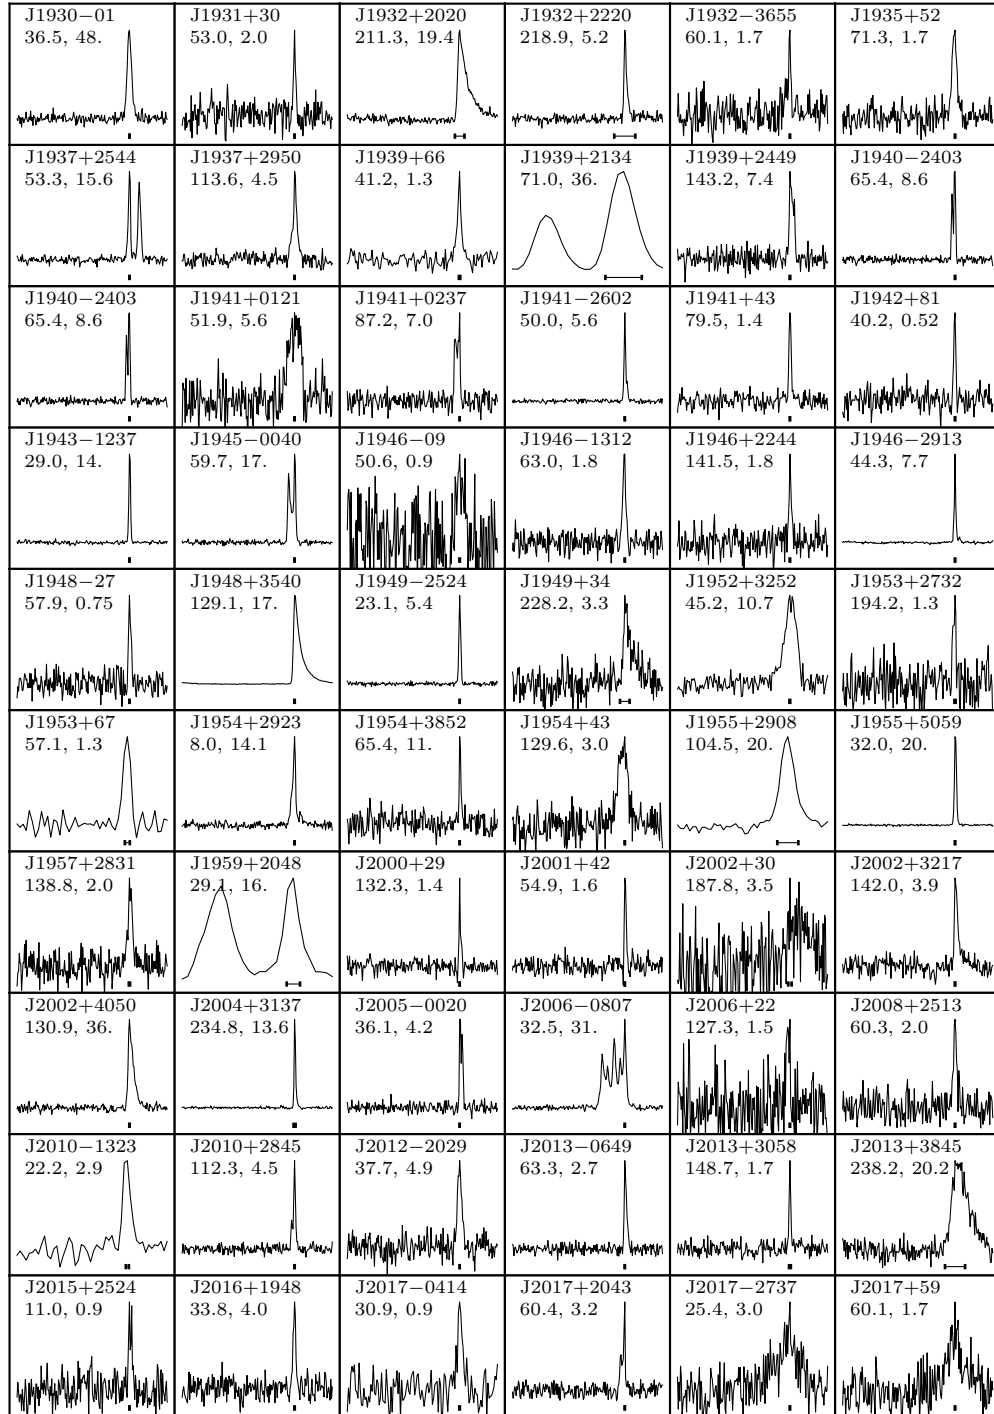 J1930−01
36.5, 48.
J1931+30
53.0, 2.0
J1932+2020
211.3, 19.4
J1932+2220
218.9, 5.2
J1932−3655
60.1, 1.7
J1935+52
71.3, 1.7
J1937+2544
53.3, 15.6
J1937+2950
113.6, 4.5
J1939+66
41.2, 1.3
J1939+2134
71.0, 36.
J1939+2449
143.2, 7.4
J1940−2403
65.4, 8.6
J1940−2403
65.4, 8.6
J1941+0121
51.9, 5.6
J1941+0237
87.2, 7.0
J1941−2602
50.0, 5.6
J1941+43
79.5, 1.4
J1942+81
40.2, 0.52
J1943−1237
29.0, 14.
J1945−0040
59.7, 17.
J1946−09
50.6, 0.9
J1946−1312
63.0, 1.8
J1946+2244
141.5, 1.8
J1946−2913
44.3, 7.7
J1948−27
57.9, 0.75
J1948+3540
129.1, 17.
J1949−2524
23.1, 5.4
J1949+34
228.2, 3.3
J1952+3252
45.2, 10.7
J1953+2732
194.2, 1.3
J1953+67
57.1, 1.3
J1954+2923
8.0, 14.1
J1954+3852
65.4, 11.
J1954+43
129.6, 3.0
J1955+2908
104.5, 20.
J1955+5059
32.0, 20.
J1957+2831
138.8, 2.0
J1959+2048
29.1, 16.
J2000+29
132.3, 1.4
J2001+42
54.9, 1.6
J2002+30
187.8, 3.5
J2002+3217
142.0, 3.9
J2002+4050
130.9, 36.
J2004+3137
234.8, 13.6
J2005−0020
36.1, 4.2
J2006−0807
32.5, 31.
J2006+22
127.3, 1.5
J2008+2513
60.3, 2.0
J2010−1323
22.2, 2.9
J2010+2845
112.3, 4.5
J2012−2029
37.7, 4.9
J2013−0649
63.3, 2.7
J2013+3058
148.7, 1.7
J2013+3845
238.2, 20.2
J2015+2524
11.0, 0.9
J2016+1948
33.8, 4.0
J2017−0414
30.9, 0.9
J2017+2043
60.4, 3.2
J2017−2737
25.4, 3.0
J2017+59
60.1, 1.7